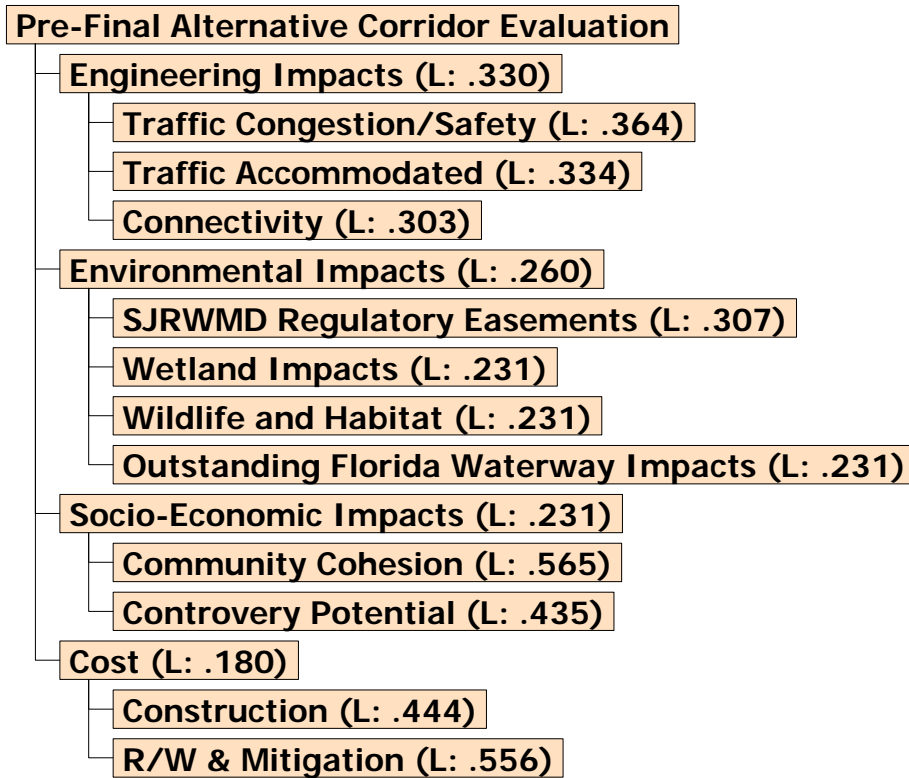 Pre-Final Alternative Corridor Evaluation
Engineering Impacts (L: .330)
Traffic Congestion/Safety (L: .364)
Traffic Accommodated (L: .334)
Connectivity (L: .303)
Environmental Impacts (L: .260)
SJRWMD Regulatory Easements (L: .307)
Wetland Impacts (L: .231)
Wildlife and Habitat (L: .231)
Outstanding Florida Waterway Impacts (L: .231)
Socio-Economic Impacts (L: .231)
Community Cohesion (L: .565)
Controvery Potential (L: .435)
Cost (L: .180)
Construction (L: .444)
R/W & Mitigation (L: .556)